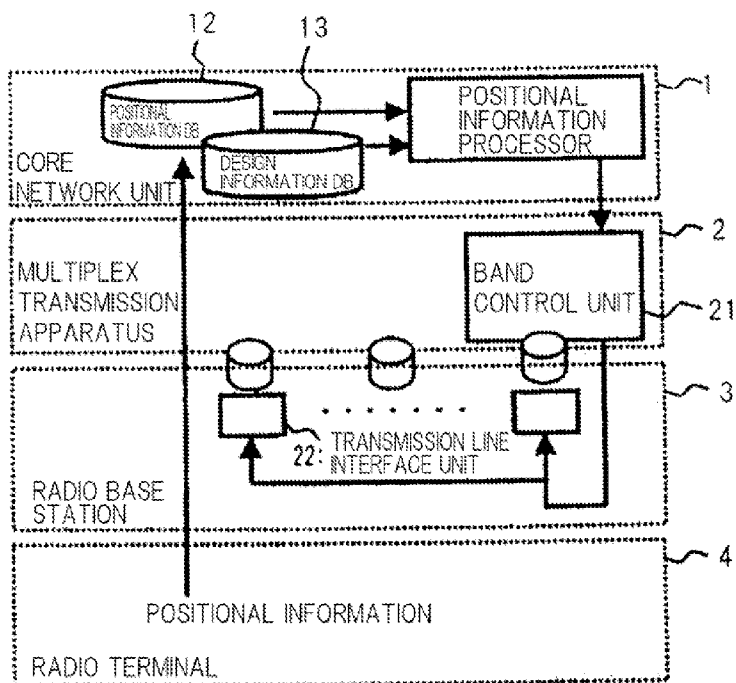 12
13
1
POSITIONAL
INFORMATION DB
DESIGN
INFORMATION DB
POSITIONAL
INFORMATION
PROCESSOR
CORE
NETWORK UNIT
2
MULTIPLEX
TRANSMISSION
APPARATUS
BAND
CONTROL UNIT
21
3
22: TRANSMISSION LINE
INTERFACE UNIT
RADIO BASE
STATION
4
POSITIONAL INFORMATION
RADIO TERMINAL